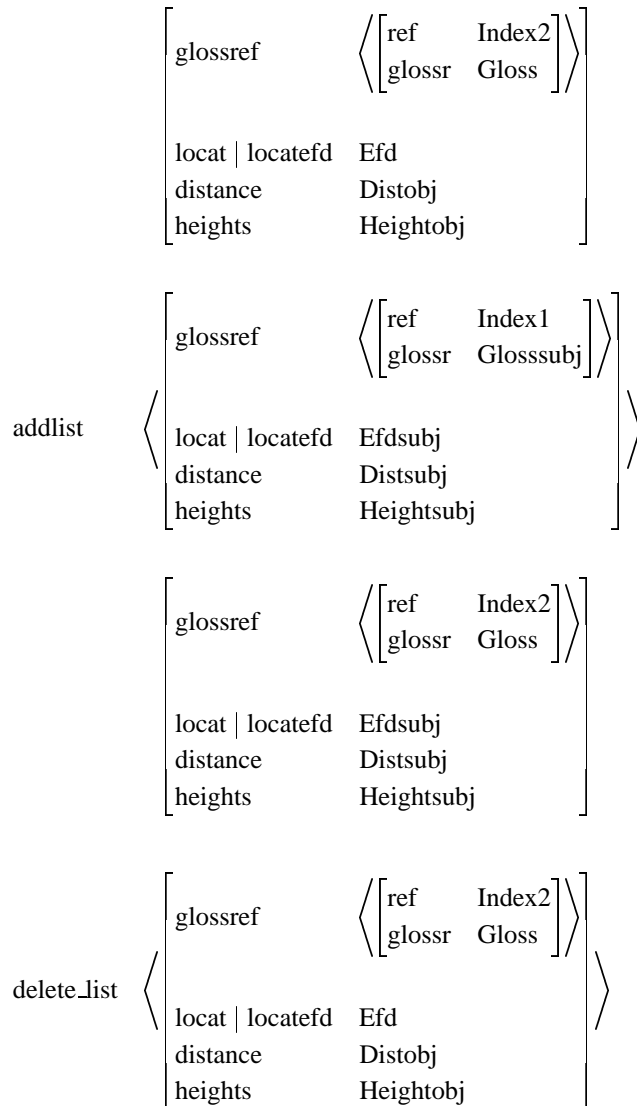 glossref ref Index2
glossr Gloss
locat | locatefd Efd
distance Distobj
heights Heightobj
glossref ref Index1
glossr Glosssubj
addlist
locat | locatefd Efdsubj
distance Distsubj
heights Heightsubj
glossref ref Index2
glossr Gloss
locat | locatefd Efdsubj
distance Distsubj
heights Heightsubj
glossref ref Index2
glossr Gloss
delete_list
locat | locatefd Efd
distance Distobj
heights Heightobj